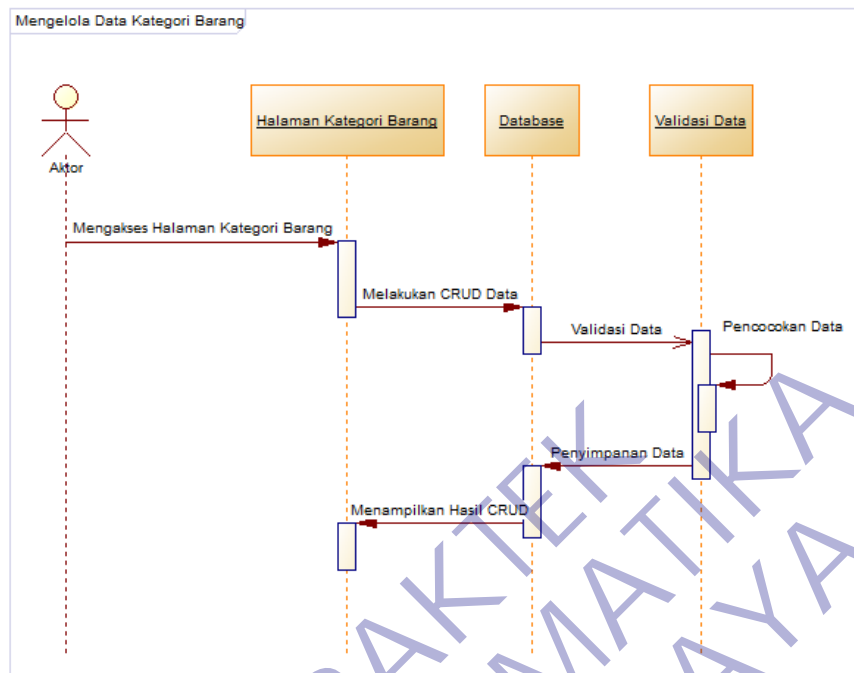 Mengelola Data Kategori Barang
Halaman Kategori Barang
Database
Validasi Data
Aktor
Mengakses Halaman Kategori Barang
Melakukan CRUD Data
Validasi Data
Pencocokan Data
Penyimpanan Data
Menampilkan Hasil CRUD